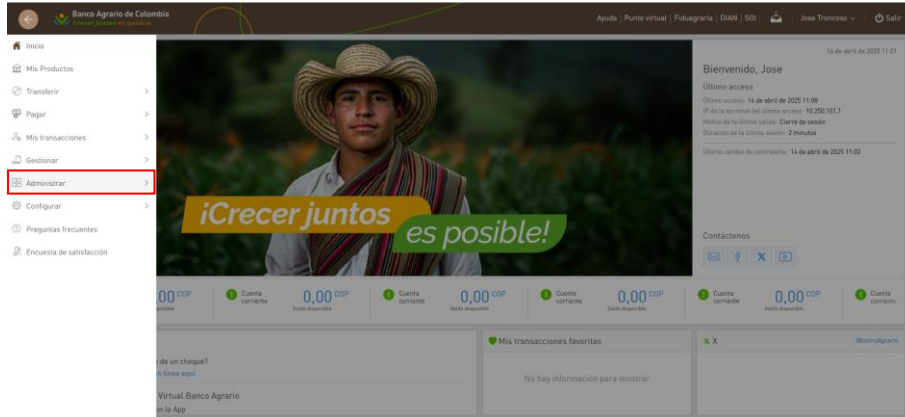 Banco Agrario de Colombia
Crecer juntos es posible
Ayuda | Punto virtual | Fiduagraria | DIAN | SOI
Jose Troncoso
Salir
Inicio
Mis Productos
Transferir
Pagar
Mis transacciones
Gestionar
Administrar
Configurar
Preguntas frecuentes
Encuesta de satisfacción
¡Crecer juntos
es posible!
14 de abril de 2025 11:21
Bienvenido, Jose
Último acceso
Último acceso: 14 de abril de 2025 11:08
IP de la terminal del último acceso: 10.250.101.1
Motivo de la última salida: Cierre de sesión
Duración de la última sesión: 2 minutos
Último cambio de contraseña: 14 de abril de 2025 11:03
Contáctenos
,00 COP
Cuenta corriente
0,00 COP
Saldo disponible
Cuenta corriente
0,00 COP
Saldo disponible
Cuenta corriente
0,00 COP
Saldo disponible
Cuenta corriente
0,00 COP
Saldo disponible
Cuenta
corriente
de un cheque?
n línea aquí
Virtual Banco Agrario
on la App
Mis transacciones favoritas
No hay información para mostrar
X
@BancoAgrario